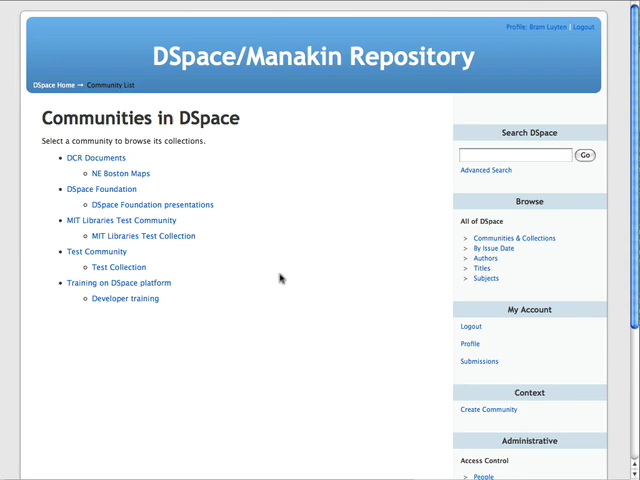 Profile: Bram Luyten | Logout
DSpace/Manakin Repository
DSpace Home → Community List
Communities in DSpace
Select a community to browse its collections.
DCR Documents
NE Boston Maps
DSpace Foundation
DSpace Foundation presentations
MIT Libraries Test Community
MIT Libraries Test Collection
Test Community
Test Collection
Training on DSpace platform
Developer training
Search DSpace
Go
Advanced Search
Browse
All of DSpace
> Communities & Collections
> By Issue Date
> Authors
> Titles
> Subjects
My Account
Logout
Profile
Submissions
Context
Create Community
Administrative
Access Control
> People